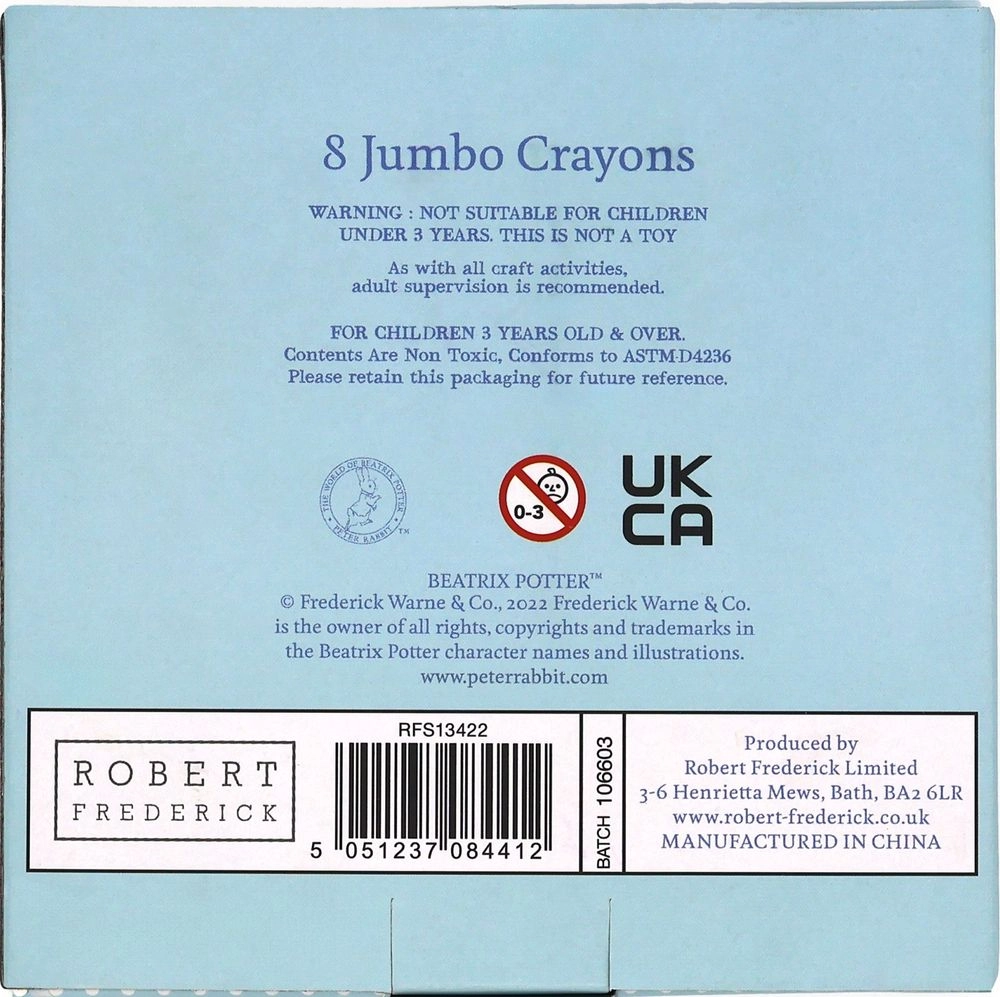 8 Jumbo Crayons
WARNING : NOT SUITABLE FOR CHILDREN
UNDER 3 YEARS. THIS IS NOT A TOY
As with all craft activities,
adult supervision is recommended.
FOR CHILDREN 3 YEARS OLD & OVER.
Contents Are Non Toxic, Conforms to ASTM-D4236
Please retain this packaging for future reference.
THE WORLD OF BEATRIX POTTER
PETER RABBIT
TM
0-3
UK
CA
BEATRIX POTTER™
© Frederick Warne & Co., 2022 Frederick Warne & Co.
is the owner of all rights, copyrights and trademarks in
the Beatrix Potter character names and illustrations.
www.peterrabbit.com
ROBERT
FREDERICK
RFS13422
5 051237 084412
BATCH 106603
Produced by
Robert Frederick Limited
3-6 Henrietta Mews, Bath, BA2 6LR
www.robert-frederick.co.uk
MANUFACTURED IN CHINA